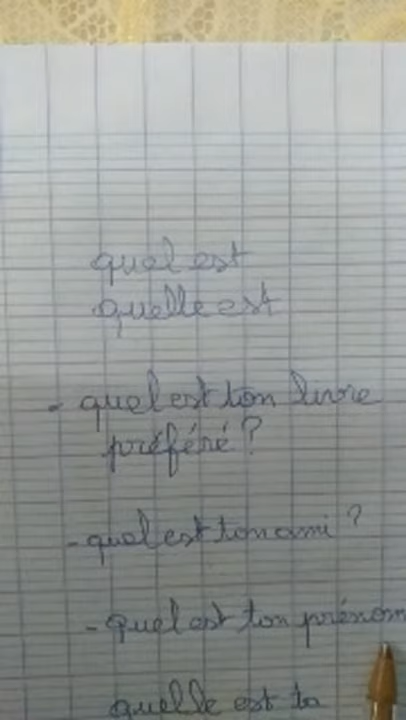 quel est
quelle est
- quel est ton livre
préféré ?
- quel est ton ami ?
- quel est ton prénom
quelle est ta